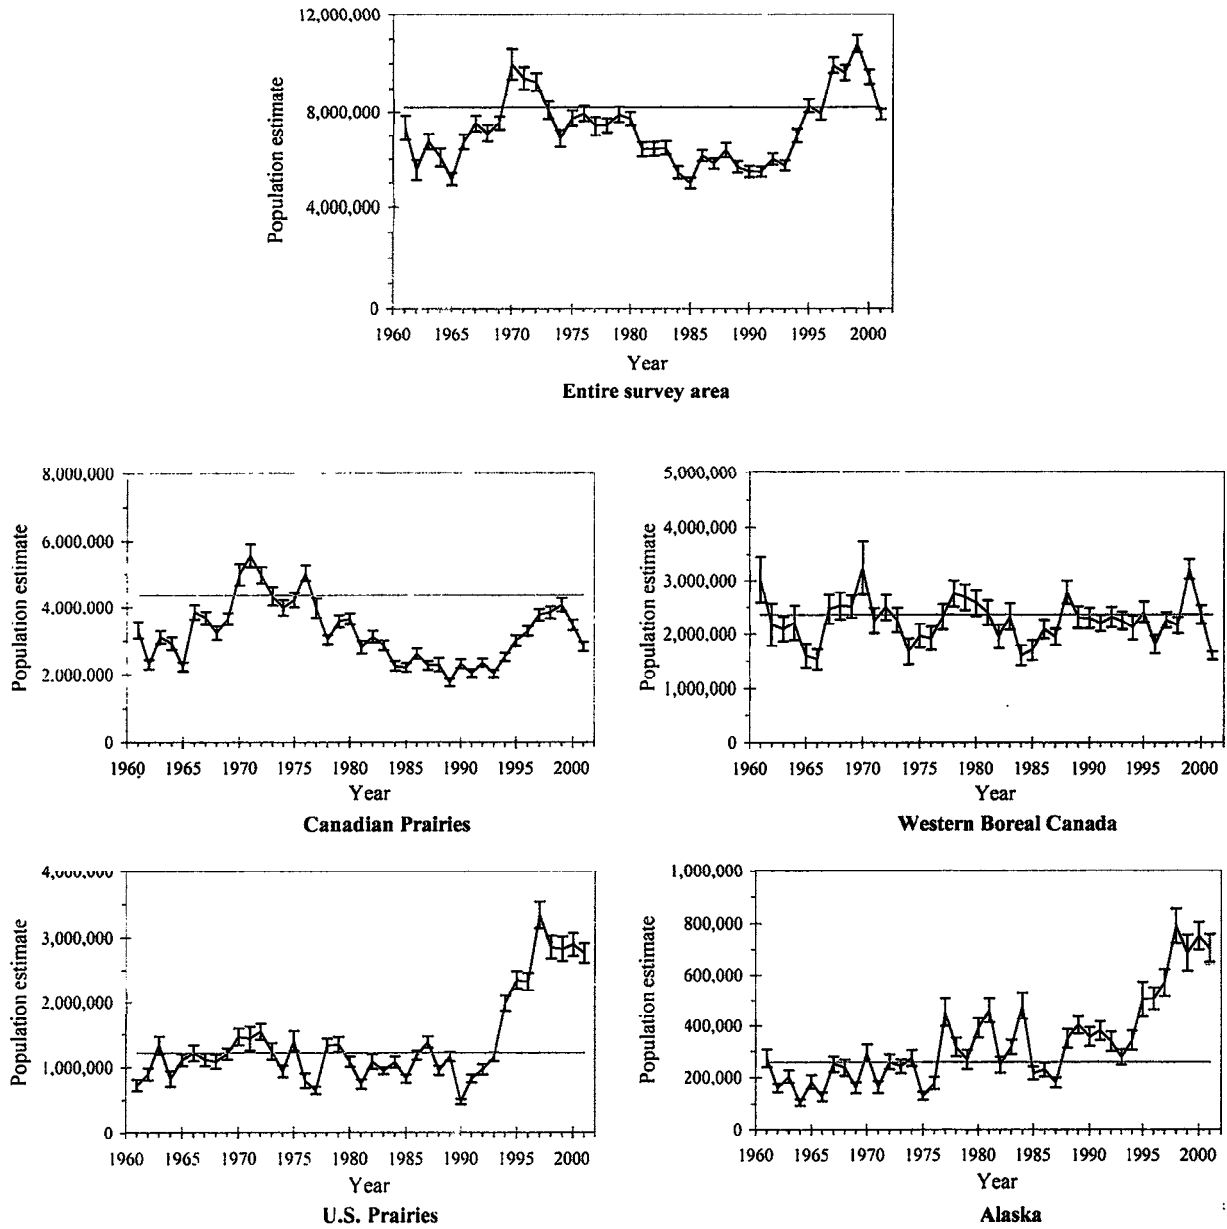 12,000,000
8,000,000
4,000,000
0
Population estimate
1960 1965 1970 1975 1980 1985 1990 1995 2000
Year
Entire survey area
8,000,000
6,000,000
4,000,000
2,000,000
0
Population estimate
1960 1965 1970 1975 1980 1985 1990 1995 2000
Year
Canadian Prairies
5,000,000
4,000,000
3,000,000
2,000,000
1,000,000
0
Population estimate
1960 1965 1970 1975 1980 1985 1990 1995 2000
Year
Western Boreal Canada
4,000,000
3,000,000
2,000,000
1,000,000
0
Population estimate
1960 1965 1970 1975 1980 1985 1990 1995 2000
Year
U.S. Prairies
1,000,000
800,000
600,000
400,000
200,000
0
Population estimate
1960 1965 1970 1975 1980 1985 1990 1995 2000
Year
Alaska